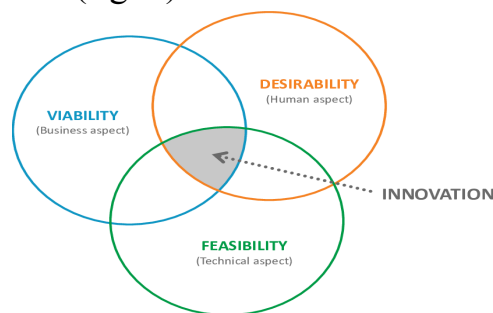 DESIRABILITY
(Human aspect)
VIABILITY
(Business aspect)
INNOVATION
FEASIBILITY
(Technical aspect)